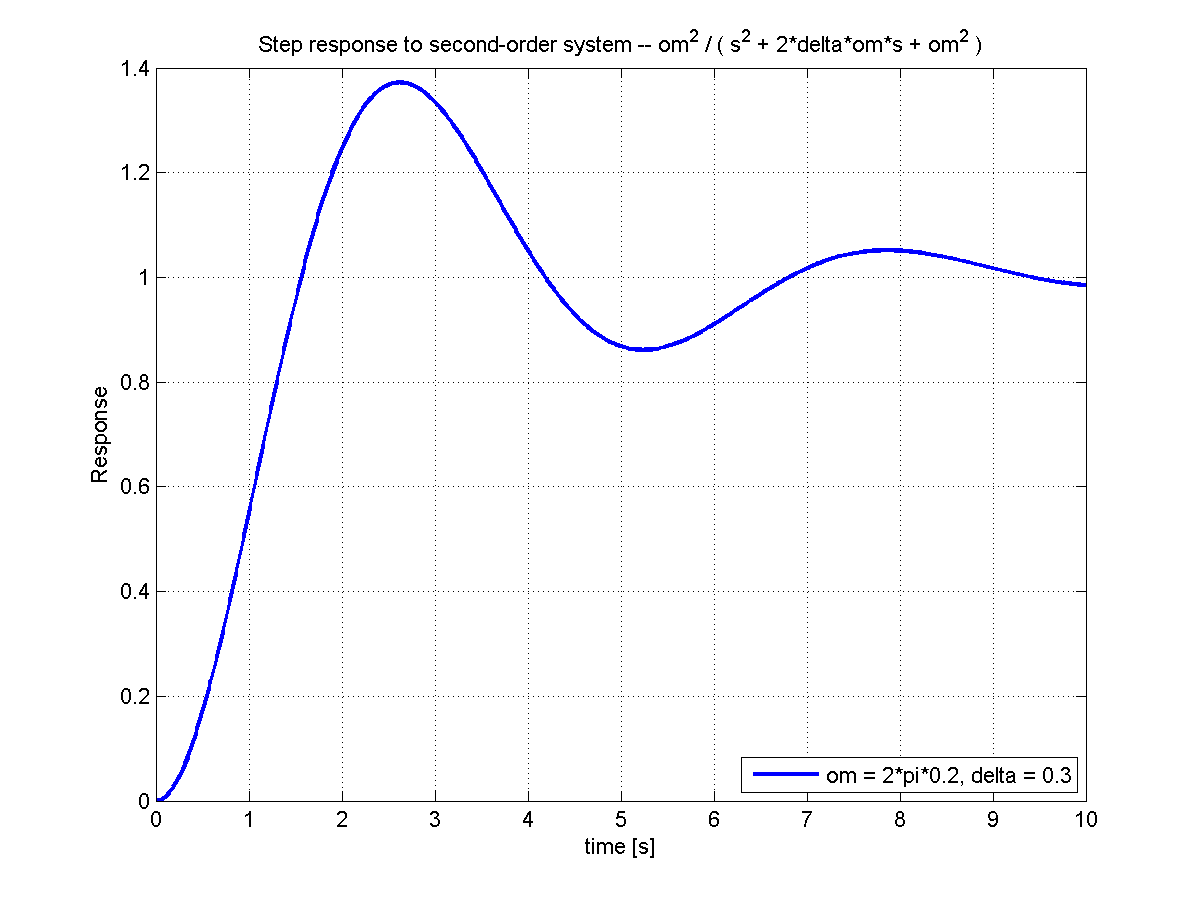 Step response to second-order system -- om² / ( s² + 2*delta*om*s + om² )
1.4
1.2
1
0.8
0.6
0.4
0.2
0
Response
om = 2*pi*0.2, delta = 0.3
0 1 2 3 4 5 6 7 8 9 10
time [s]